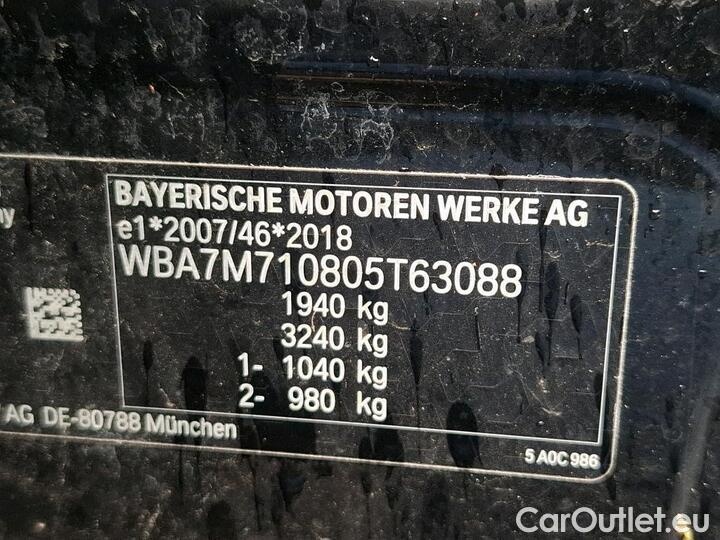 BAYERISCHE MOTOREN WERKE AG
e1*2007/46*2018
WBA7M710805T63088
1940 kg
3240 kg
1- 1040 kg
2- 980 kg
AG DE-80788 München
5 A0C 986
CarOutlet.eu